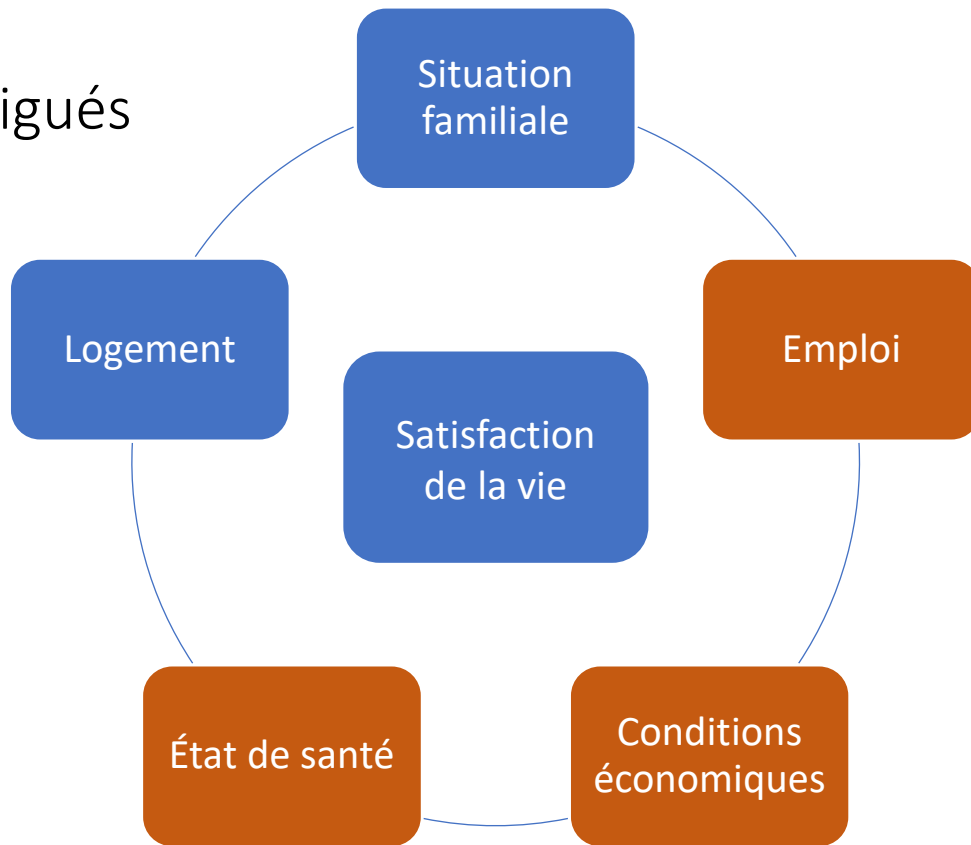 igués
Situation
familiale
Logement
Emploi
Satisfaction
de la vie
État de santé
Conditions
économiques